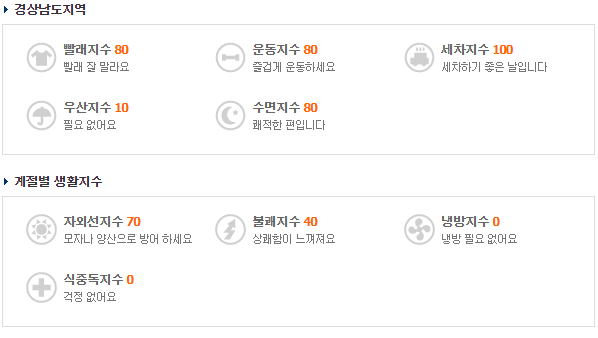 경상남도지역
빨래지수 80
빨래 잘 말라요
운동지수 80
즐겁게 운동하세요
세차지수 100
세차하기 좋은 날입니다
우산지수 10
필요 없어요
수면지수 80
쾌적한 편입니다
계절별 생활지수
자외선지수 70
모자나 양산으로 방어 하세요
불쾌지수 40
상쾌함이 느껴져요
냉방지수 0
냉방 필요 없어요
식중독지수 0
걱정 없어요